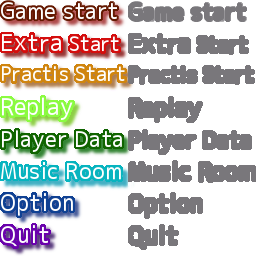 Game start Game start
Extra Start Extra Start
Practis Start Practis Start
Replay Replay
Player Data Player Data
Music Room Music Room
Option Option
Quit Quit